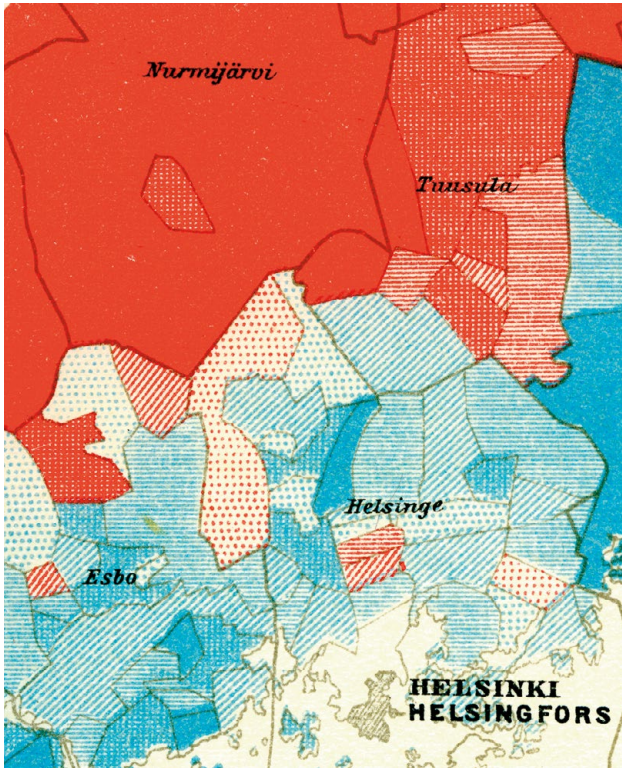 Nurmijärvi
Tuusula
Helsinge
Esbo
HELSINKI
HELSINGFORS